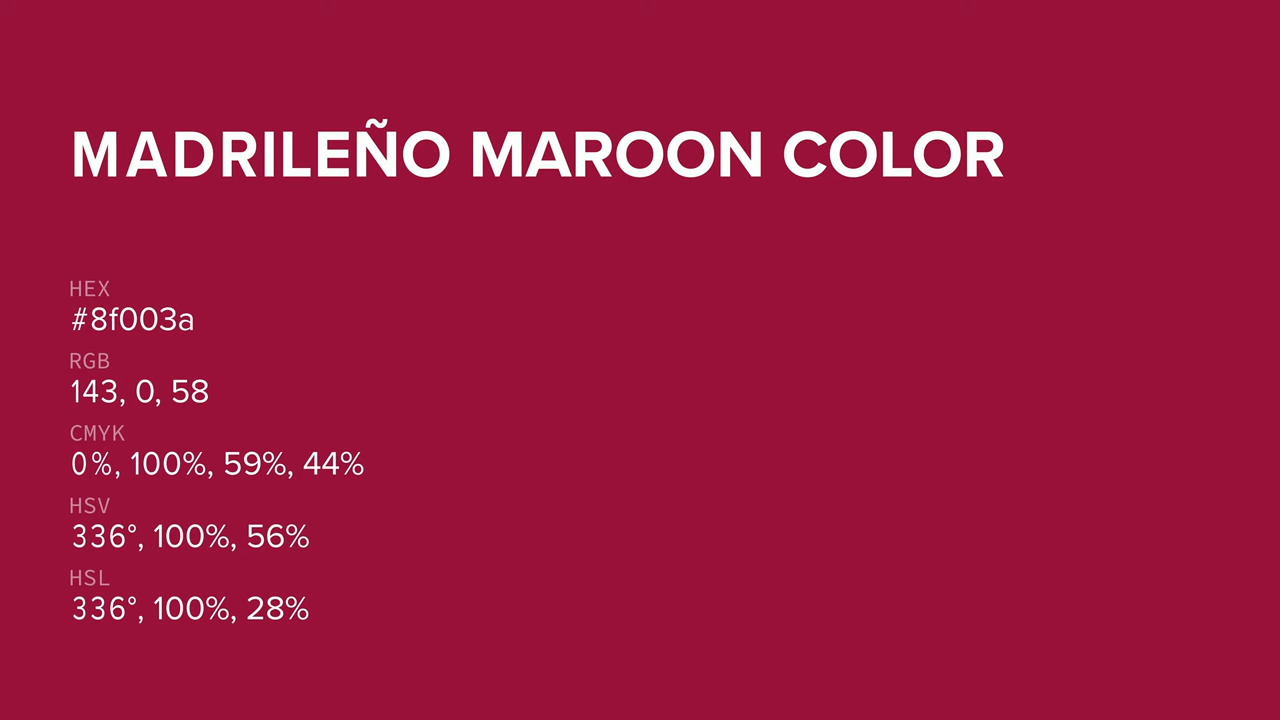 MADRILEÑO MAROON COLOR
HEX
#8f003a
RGB
143, 0, 58
CMYK
0%, 100%, 59%, 44%
HSV
336°, 100%, 56%
HSL
336°, 100%, 28%